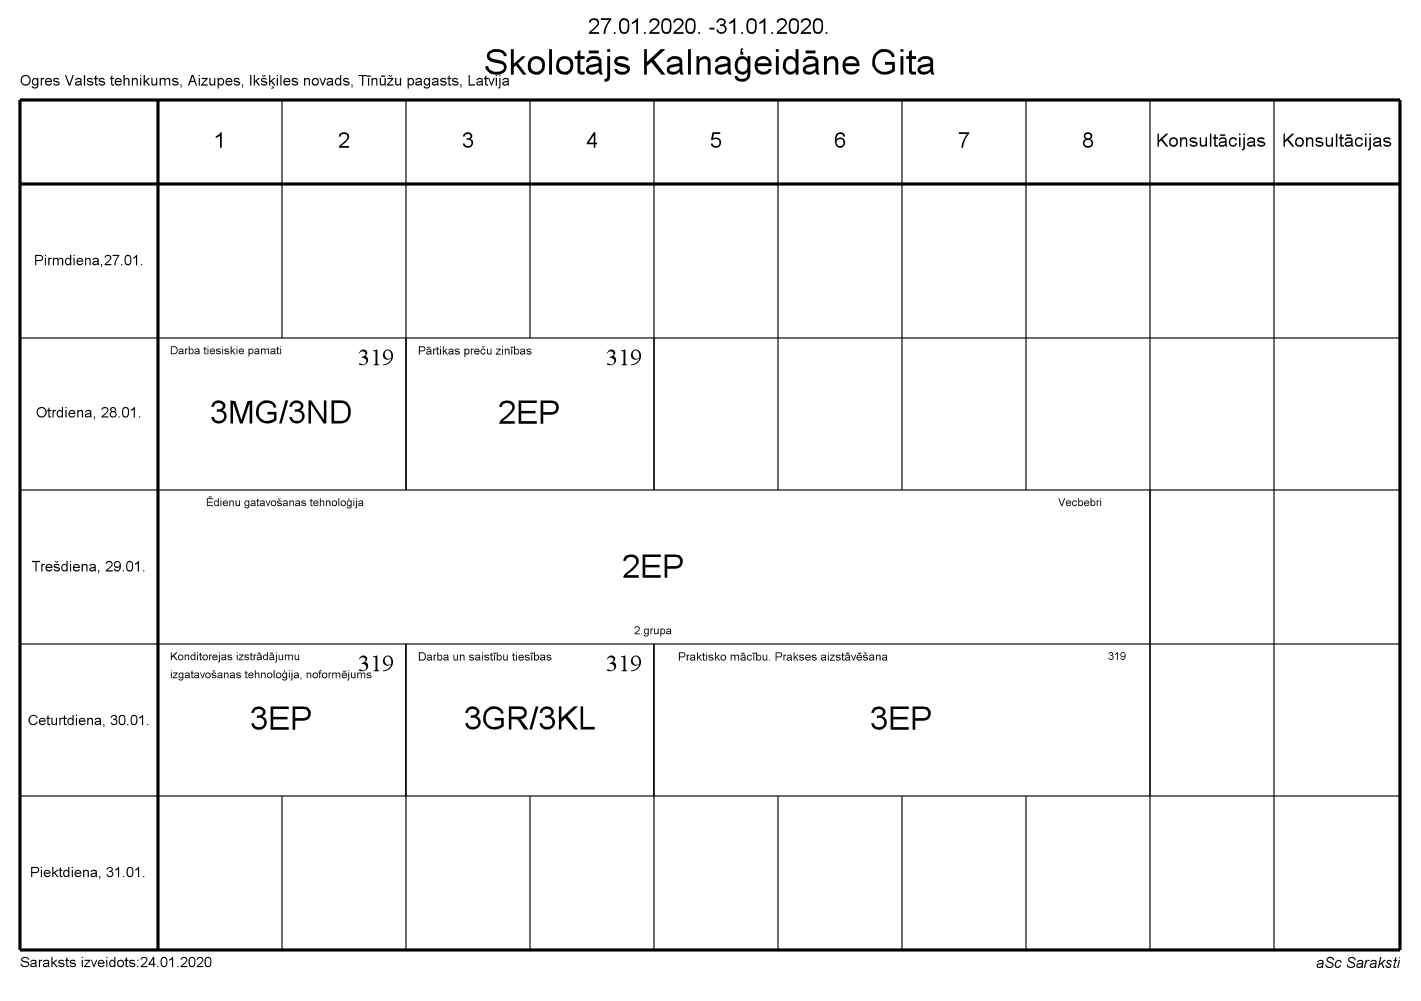 27.01.2020. -31.01.2020.
Skolotājs Kalnaģeidāne Gita
Ogres Valsts tehnikums, Aizupes, Ikšķiles novads, Tīnūžu pagasts, Latvija
1 2 3 4 5 6 7 8 Konsultācijas Konsultācijas
Pirmdiena,27.01.
Otrdiena, 28.01.
Darba tiesiskie pamati 319
3MG/3ND
Pārtikas preču zinības 319
2EP
Trešdiena, 29.01.
Ēdienu gatavošanas tehnoloģija Vecbebri
2EP
2.grupa
Ceturtdiena, 30.01.
Konditorejas izstrādājumu 319
izgatavošanas tehnoloģija, noformējums
3EP
Darba un saistību tiesības 319
3GR/3KL
Praktisko mācību. Prakses aizstāvēšana 319
3EP
Piektdiena, 31.01.
Saraksts izveidots:24.01.2020
aSc Saraksti